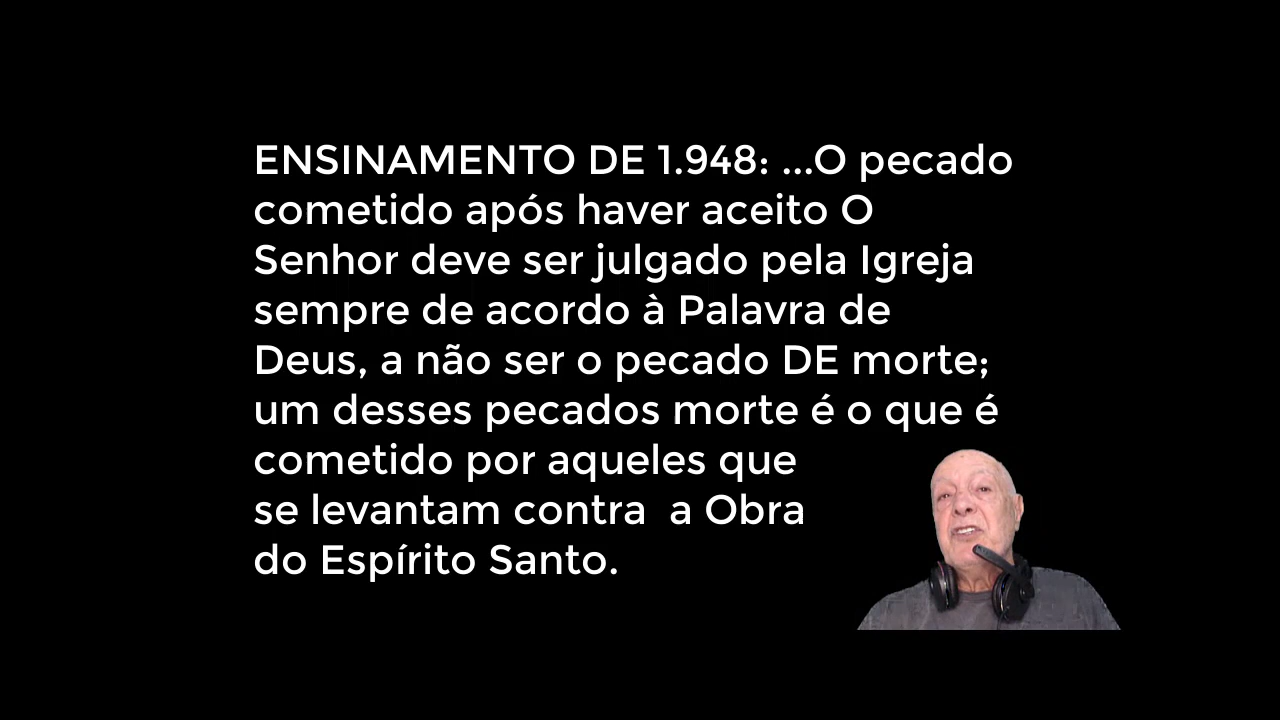 ENSINAMENTO DE 1.948: ...O pecado
cometido após haver aceito O
Senhor deve ser julgado pela Igreja
sempre de acordo à Palavra de
Deus, a não ser o pecado DE morte;
um desses pecados morte é o que é
cometido por aqueles que
se levantam contra  a Obra
do Espírito Santo.